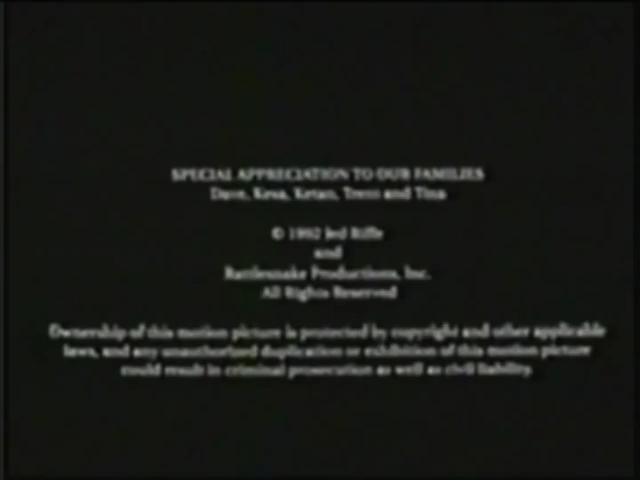 SPECIAL APPRECIATION TO OUR FAMILIES
Dave, Kesa, Ketan, Trent and Tina
© 1992 Jed Riffe
and
Rattlesnake Productions, Inc.
All Rights Reserved
Ownership of this motion picture is protected by copyright and other applicable
laws, and any unauthorized duplication or exhibition of this motion picture
could result in criminal prosecution as well as civil liability.